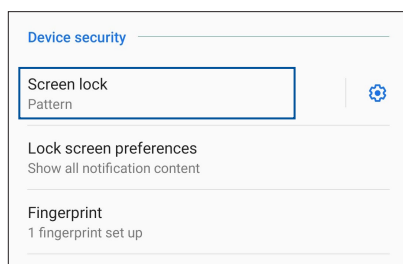 Device security
Screen lock
Pattern
Lock screen preferences
Show all notification content
Fingerprint
1 fingerprint set up